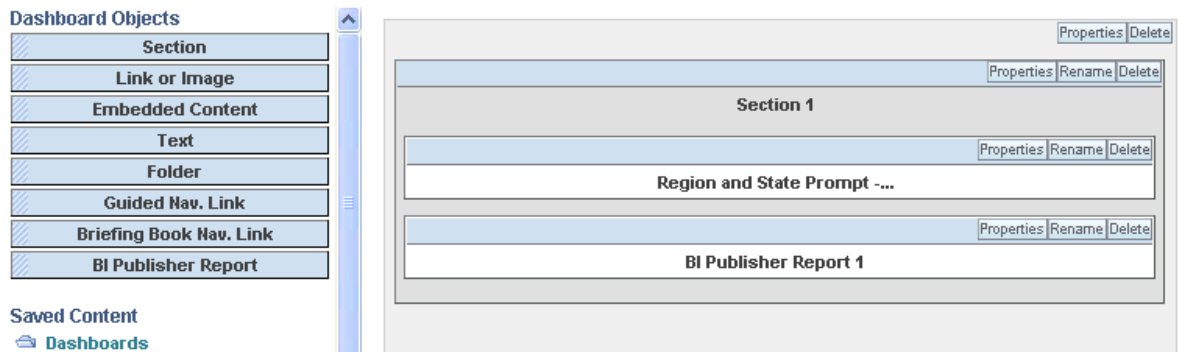 Dashboard Objects
Section
Link or Image
Embedded Content
Text
Folder
Guided Nav. Link
Briefing Book Nav. Link
BI Publisher Report
Saved Content
Dashboards
Properties Delete
Properties Rename Delete
Section 1
Properties Rename Delete
Region and State Prompt -...
Properties Rename Delete
BI Publisher Report 1